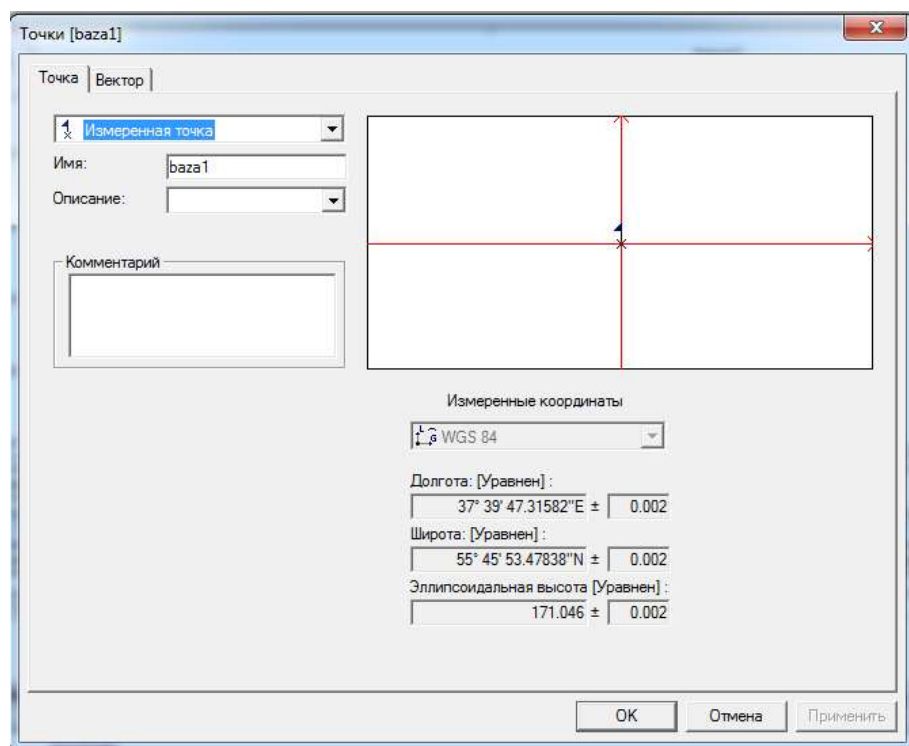 Точки [baza1]
Точка Вектор
Измеренная точка
Имя: baza1
Описание:
Комментарий
Измеренные координаты
WGS 84
Долгота: [Уравнен] :
37° 39' 47.31582"E ± 0.002
Широта: [Уравнен] :
55° 45' 53.47838"N ± 0.002
Эллипсоидальная высота [Уравнен] :
171.046 ± 0.002
OK Отмена Применить